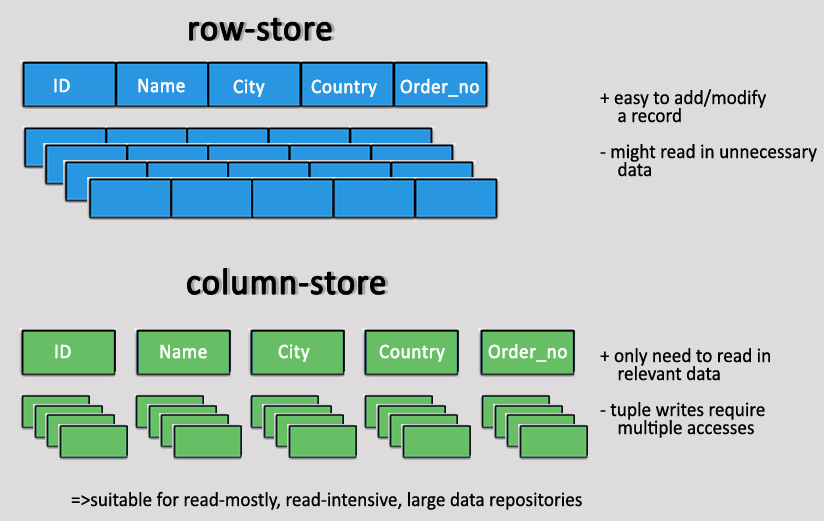 row-store
ID Name City Country Order_no
+ easy to add/modify
a record
- might read in unnecessary
data
column-store
ID Name City Country Order_no
+ only need to read in
relevant data
- tuple writes require
multiple accesses
=>suitable for read-mostly, read-intensive, large data repositories